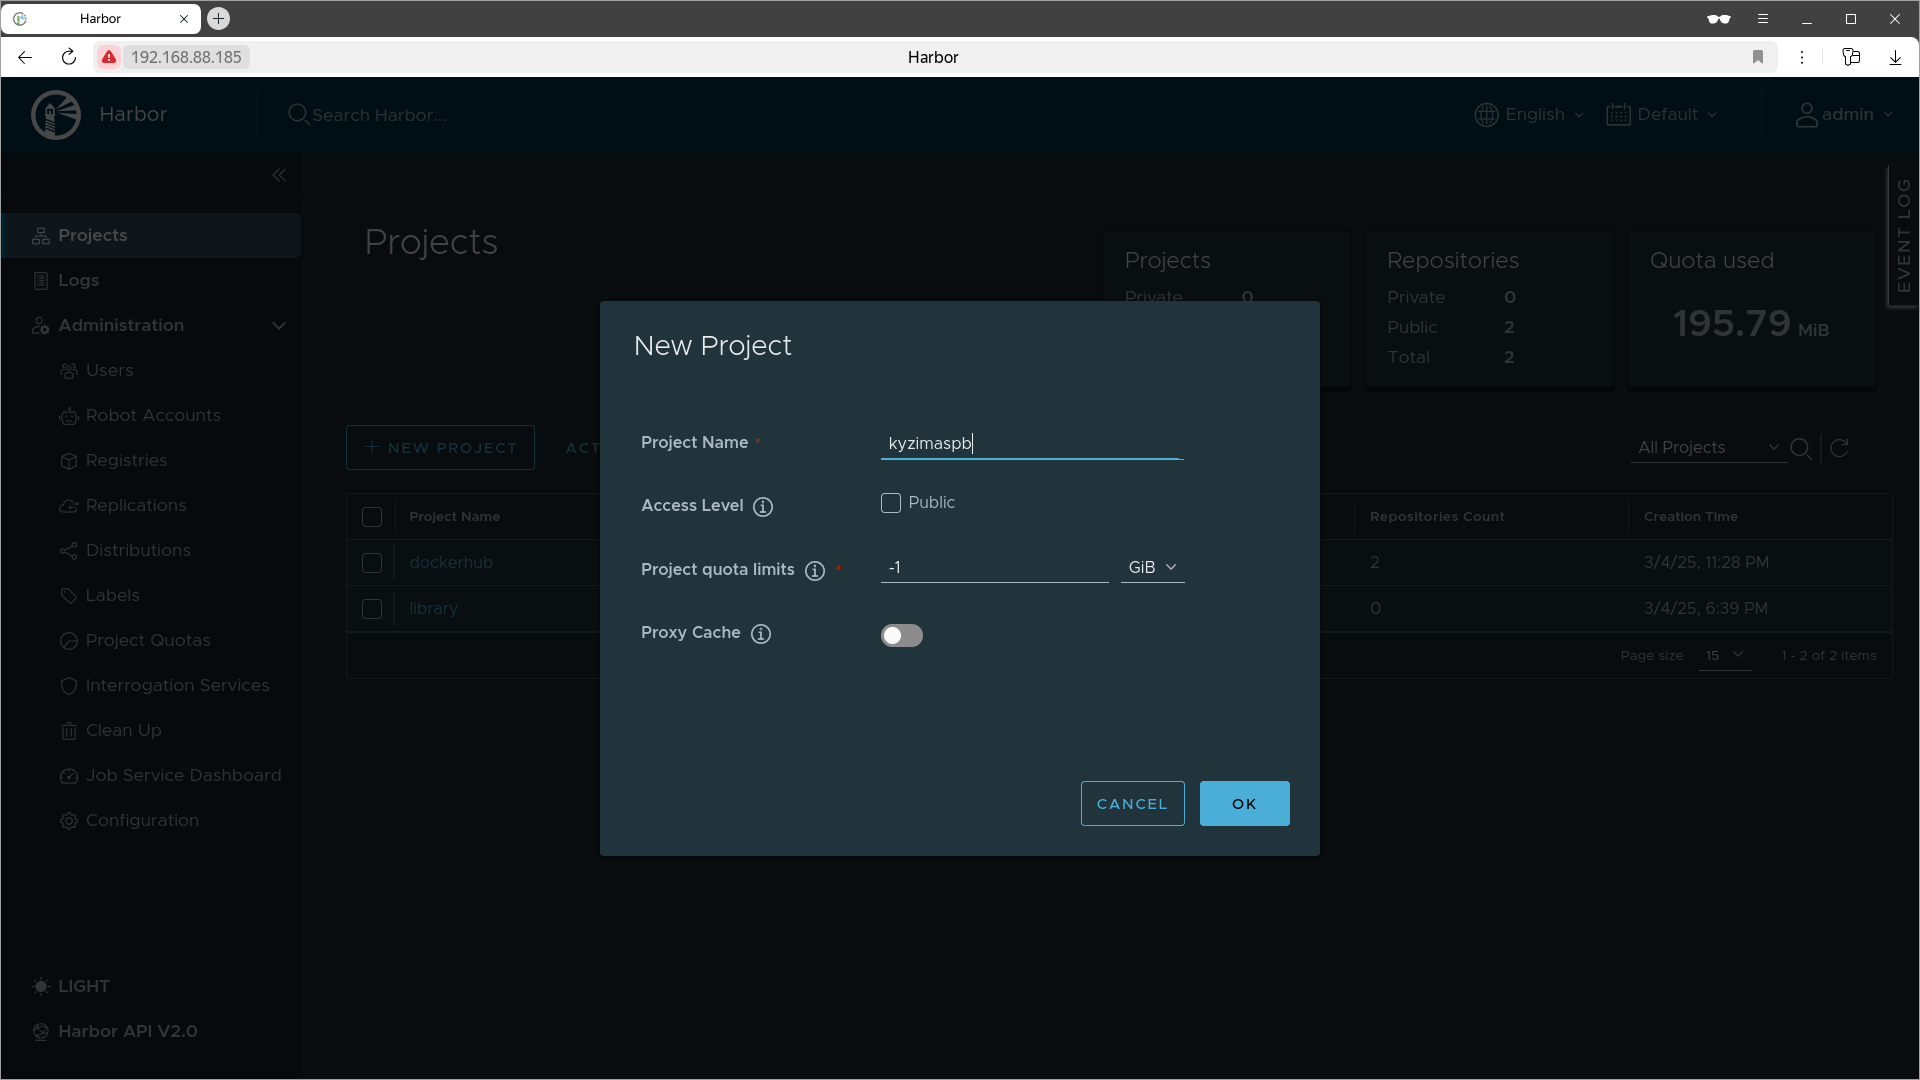 Harbor
192.168.88.185
Harbor
Harbor
Search Harbor...
English
Default
admin
EVENT LOG
Projects
Logs
Administration
Users
Robot Accounts
Registries
Replications
Distributions
Labels
Project Quotas
Interrogation Services
Clean Up
Job Service Dashboard
Configuration
LIGHT
Harbor API V2.0
Projects
Projects
Private 0
Repositories
Private 0
Public 2
Total 2
Quota used
195.79 MiB
+ NEW PROJECT
ACT
All Projects
Project Name
Repositories Count
Creation Time
dockerhub
2
3/4/25, 11:28 PM
library
0
3/4/25, 6:39 PM
Page size 15
1 - 2 of 2 items
New Project
Project Name *
kyzimaspb
Access Level
Public
Project quota limits *
-1
GiB
Proxy Cache
CANCEL
OK